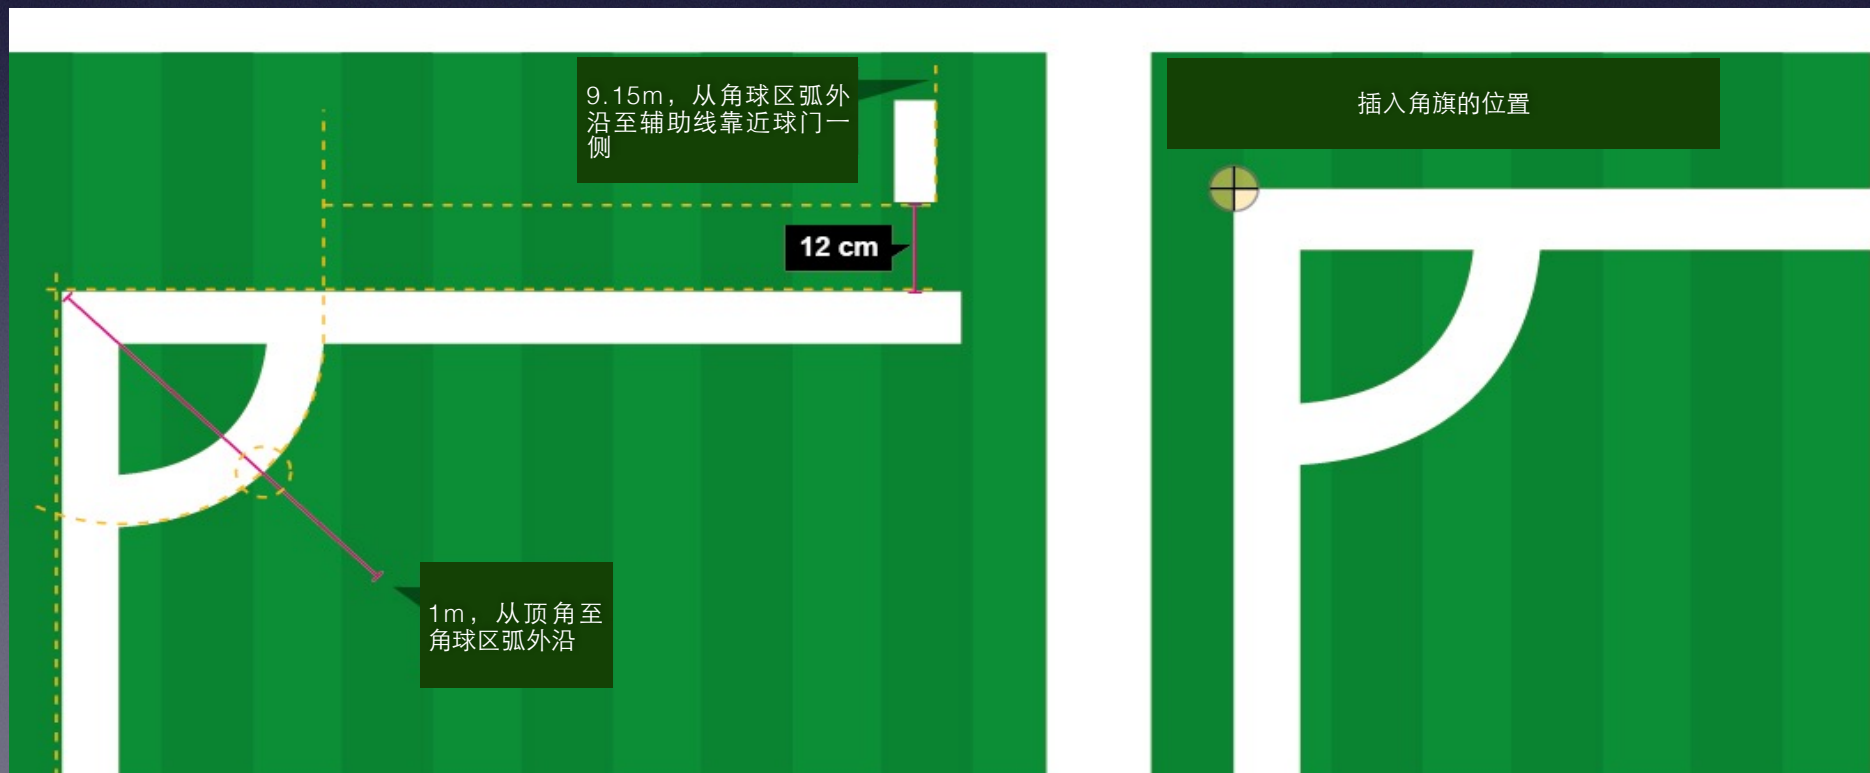 9.15m，从角球区弧外
沿至辅助线靠近球门一
侧
12 cm
1m，从顶角至
角球区弧外沿
插入角旗的位置